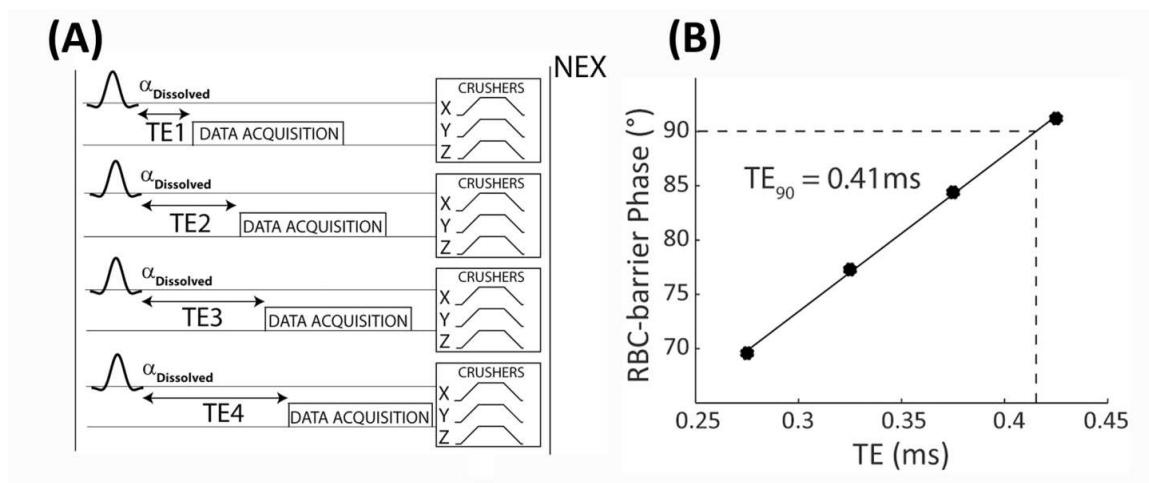 (A)
NEX
αDissolved
TE1
DATA ACQUISITION
CRUSHERS
X
Y
Z
αDissolved
TE2
DATA ACQUISITION
CRUSHERS
X
Y
Z
αDissolved
TE3
DATA ACQUISITION
CRUSHERS
X
Y
Z
αDissolved
TE4
DATA ACQUISITION
CRUSHERS
X
Y
Z
(B)
RBC-barrier Phase (°)
90
85
80
75
70
TE90 = 0.41ms
0.25 0.3 0.35 0.4 0.45
TE (ms)